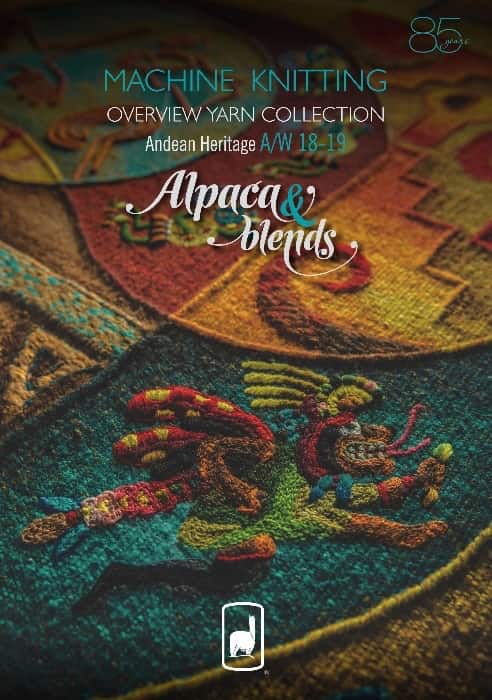 85
years
MACHINE KNITTING
OVERVIEW YARN COLLECTION
Andean Heritage A/W 18-19
Alpaca &
blends
®